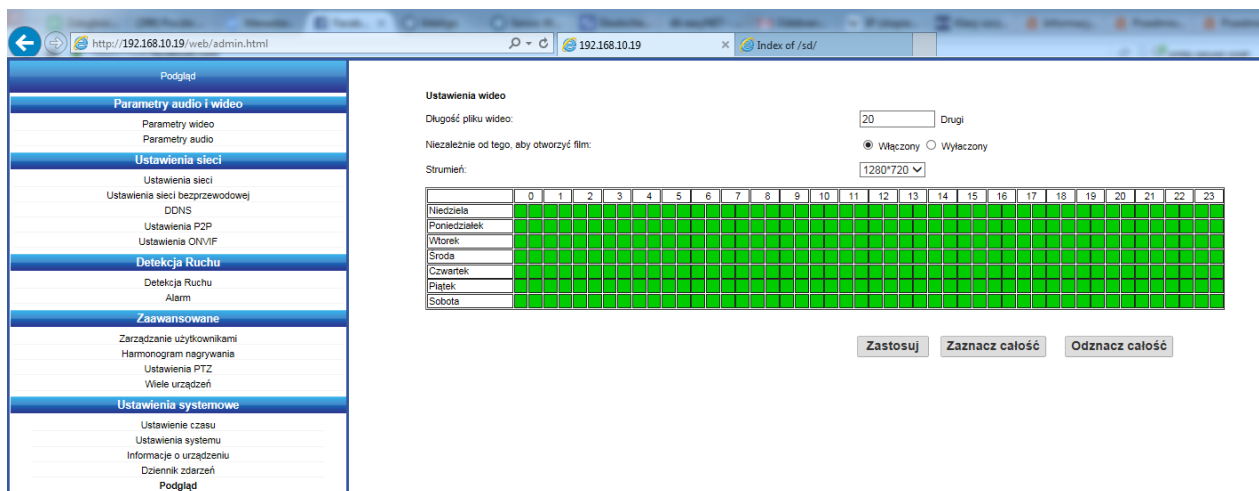 http://192.168.10.19/web/admin.html
192.168.10.19
Index of /sd/
Podgląd
Parametry audio i wideo
Parametry wideo
Parametry audio
Ustawienia sieci
Ustawienia sieci
Ustawienia sieci bezprzewodowej
DDNS
Ustawienia P2P
Ustawienia ONVIF
Detekcja Ruchu
Detekcja Ruchu
Alarm
Zaawansowane
Zarządzanie użytkownikami
Harmonogram nagrywania
Ustawienia PTZ
Wiele urządzeń
Ustawienia systemowe
Ustawienie czasu
Ustawienia systemu
Informacje o urządzeniu
Dziennik zdarzeń
Podgląd
Ustawienia wideo
Długość pliku wideo: 20 Drugi
Niezależnie od tego, aby otworzyć film: Włączony Wyłaczony
Strumień: 1280*720
0 1 2 3 4 5 6 7 8 9 10 11 12 13 14 15 16 17 18 19 20 21 22 23
Niedziela
Poniedziałek
Wtorek
Środa
Czwartek
Piątek
Sobota
Zastosuj Zaznacz całość Odznacz całość